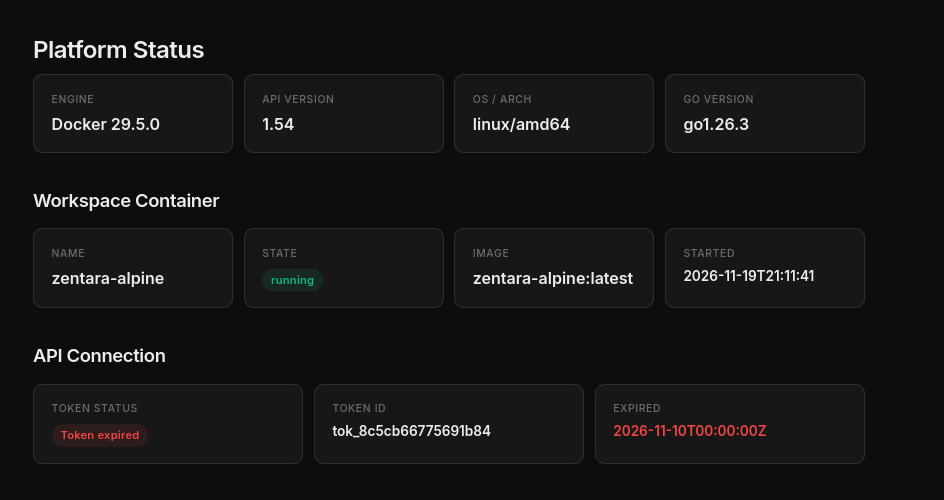 Platform Status
ENGINE
Docker 29.5.0
API VERSION
1.54
OS / ARCH
linux/amd64
GO VERSION
go1.26.3
Workspace Container
NAME
zentara-alpine
STATE
running
IMAGE
zentara-alpine:latest
STARTED
2026-11-19T21:11:41
API Connection
TOKEN STATUS
Token expired
TOKEN ID
tok_8c5cb66775691b84
EXPIRED
2026-11-10T00:00:00Z